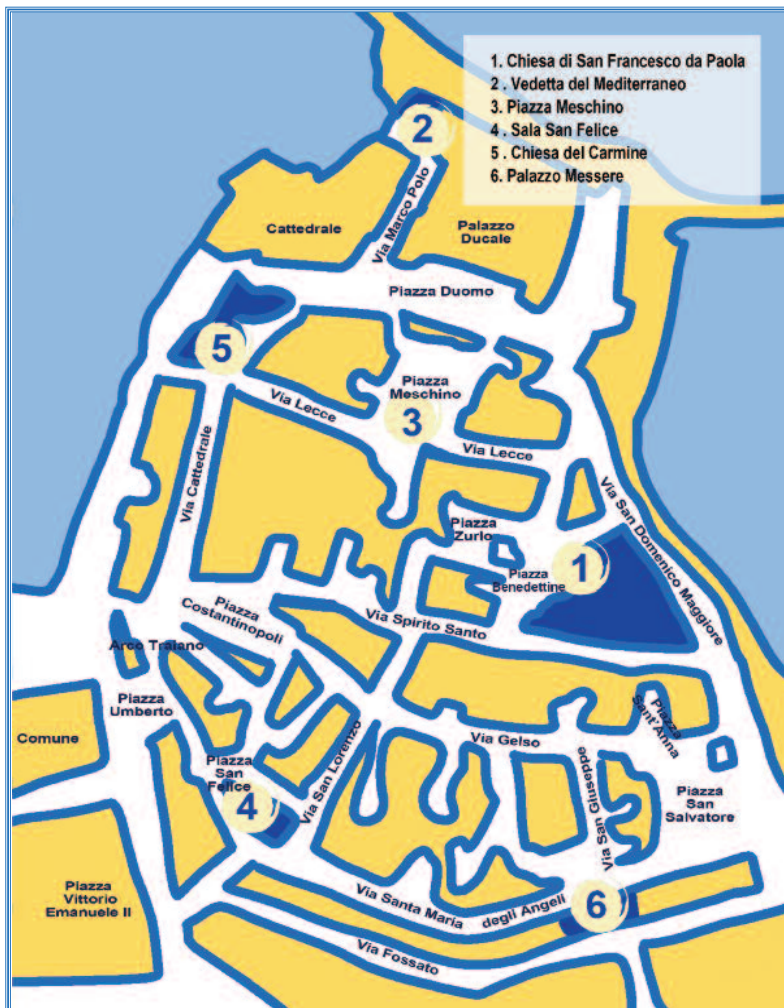 1. Chiesa di San Francesco da Paola
2 . Vedetta del Mediterraneo
3. Piazza Meschino
4 . Sala San Felice
5 . Chiesa del Carmine
6. Palazzo Messere
2
Via Marco Polo
Cattedrale
Palazzo
Ducale
Piazza Duomo
5
Piazza
Meschino
3
Via Lecce
Via Lecce
Via Cattedrale
Via San Domenico Maggiore
Piazza
Zurlo
1
Piazza
Benedettine
Piazza
Costantinopoli
Via Spirito Santo
Arco Traiano
Piazza
Umberto
Comune
Piazza
Sant'Anna
Via Gelso
Via San Lorenzo
Via San Giuseppe
Piazza
San
Felice
4
Piazza
San
Salvatore
Piazza
Vittorio
Emanuele II
Via Santa Maria degli Angeli
6
Via Fossato